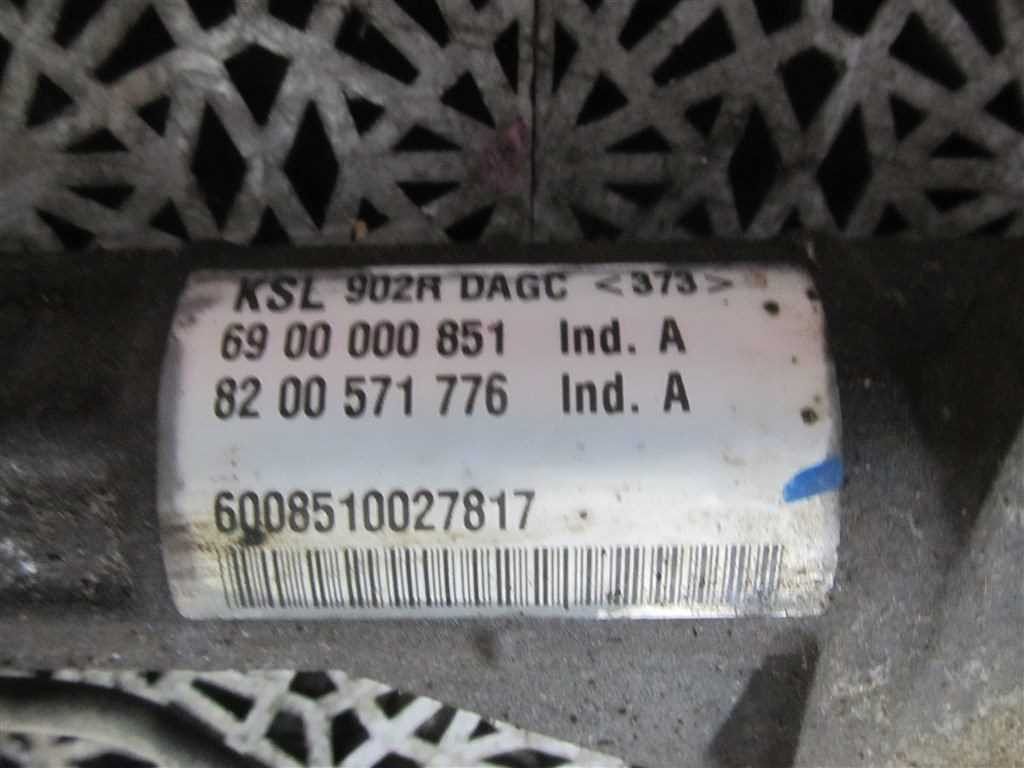 KSL 902R DAGC <373>
69 00 000 851 Ind. A
82 00 571 776 Ind. A
6008510027817